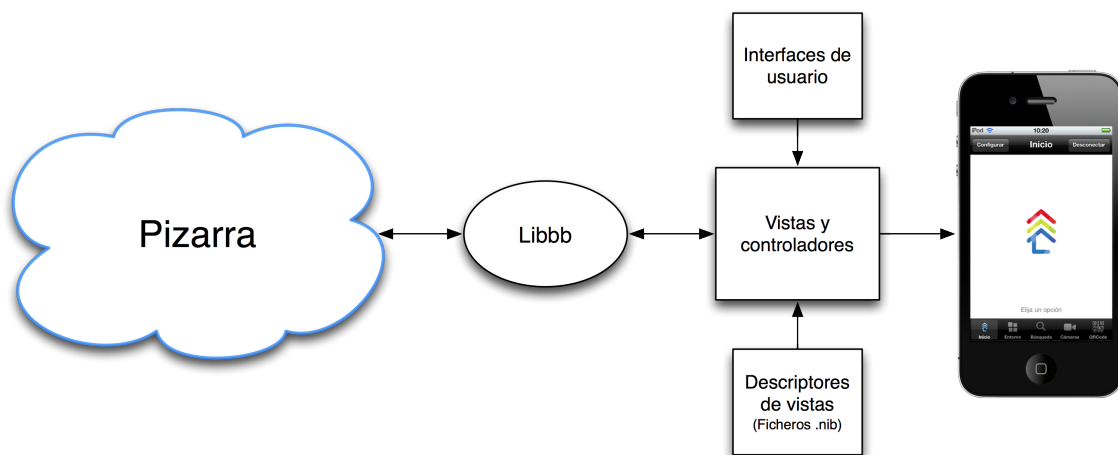 Interfaces de
usuario
Pizarra
Libbb
Vistas y
controladores
Descriptores
de vistas
(Ficheros .nib)
iPod
10:20
Configurar
Inicio
Desconectar
Elija un opción
Inicio
Entorno
Búsqueda
Cámaras
QRCode